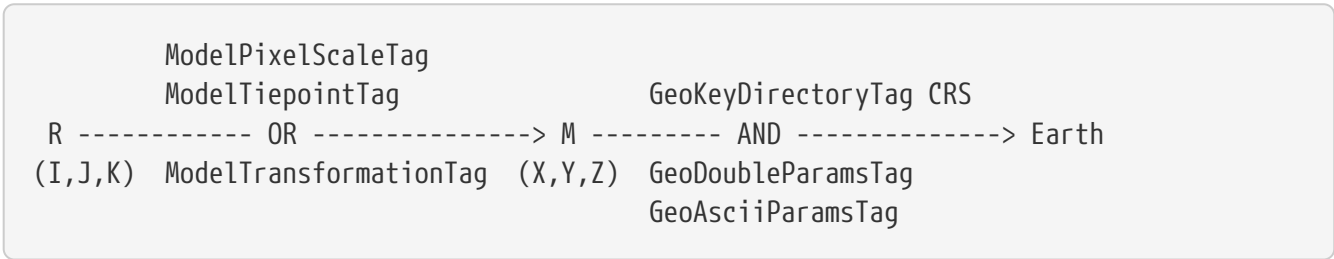 ModelPixelScaleTag
ModelTiepointTag GeoKeyDirectoryTag CRS
R ------------ OR ---------------> M --------- AND --------------> Earth
(I,J,K) ModelTransformationTag (X,Y,Z) GeoDoubleParamsTag
GeoAsciiParamsTag